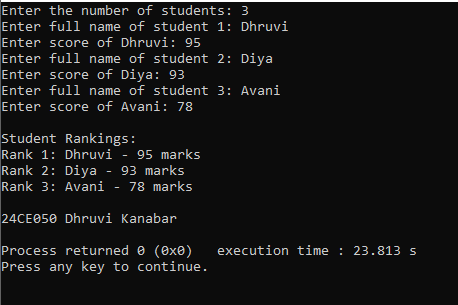 Enter the number of students: 3
Enter full name of student 1: Dhruvi
Enter score of Dhruvi: 95
Enter full name of student 2: Diya
Enter score of Diya: 93
Enter full name of student 3: Avani
Enter score of Avani: 78

Student Rankings:
Rank 1: Dhruvi - 95 marks
Rank 2: Diya - 93 marks
Rank 3: Avani - 78 marks

24CE050 Dhruvi Kanabar

Process returned 0 (0x0)   execution time : 23.813 s
Press any key to continue.